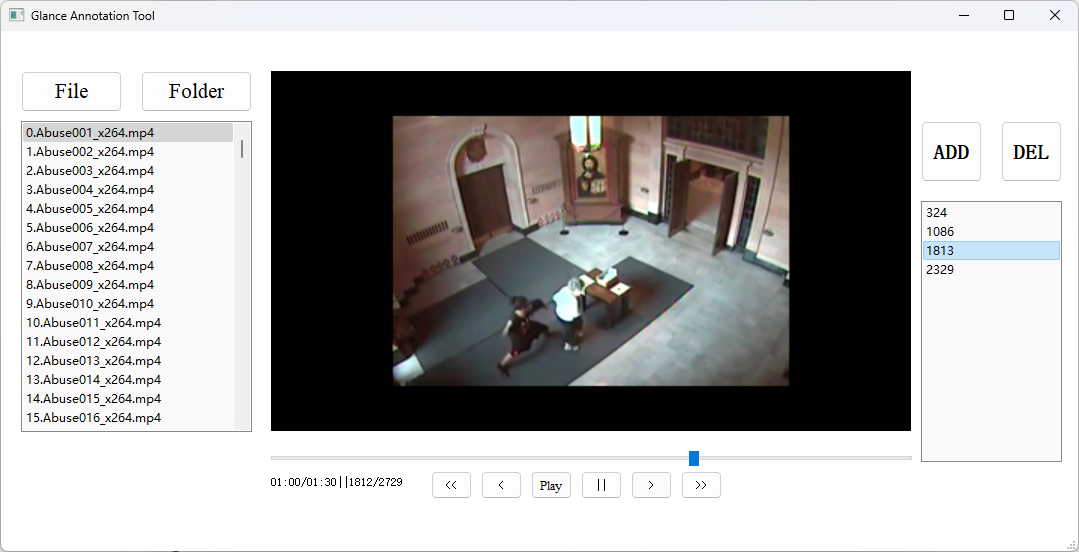 Glance Annotation Tool
File
Folder
0.Abuse001_x264.mp4
1.Abuse002_x264.mp4
2.Abuse003_x264.mp4
3.Abuse004_x264.mp4
4.Abuse005_x264.mp4
5.Abuse006_x264.mp4
6.Abuse007_x264.mp4
7.Abuse008_x264.mp4
8.Abuse009_x264.mp4
9.Abuse010_x264.mp4
10.Abuse011_x264.mp4
11.Abuse012_x264.mp4
12.Abuse013_x264.mp4
13.Abuse014_x264.mp4
14.Abuse015_x264.mp4
15.Abuse016_x264.mp4
ADD
DEL
324
1086
1813
2329
01:00/01:30||1812/2729
<<
<
Play
||
>
>>